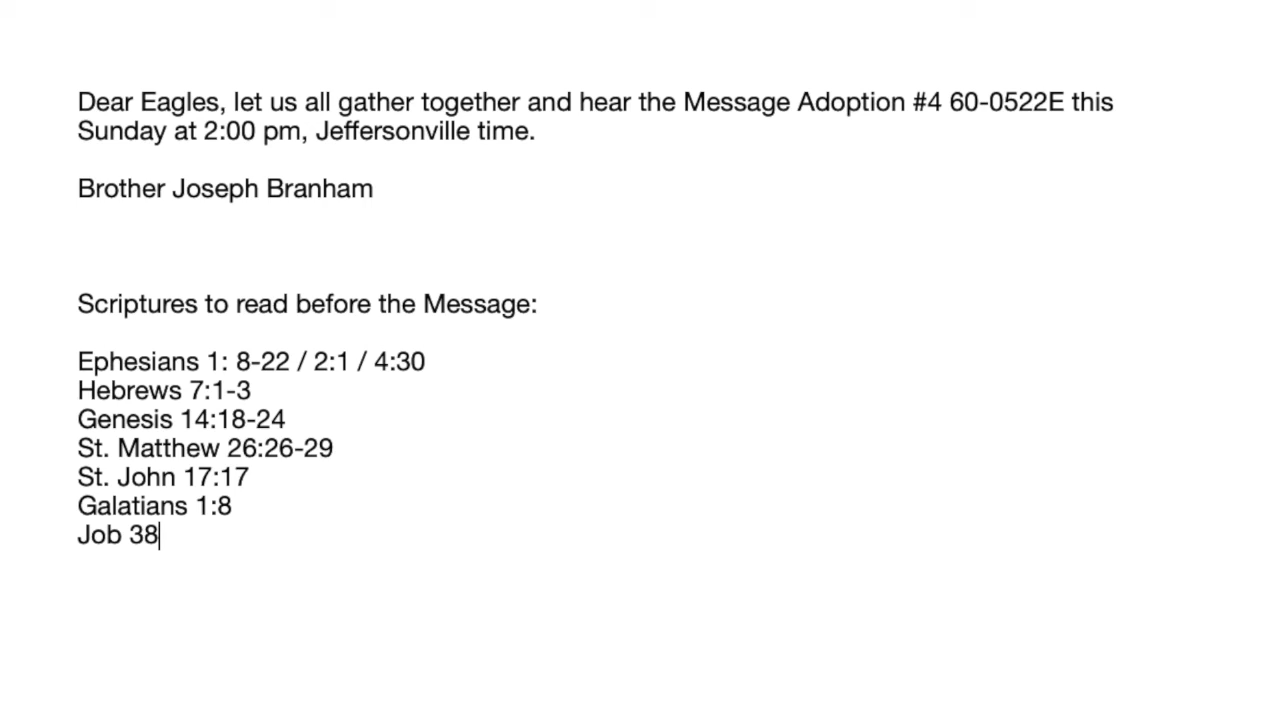 Dear Eagles, let us all gather together and hear the Message Adoption #4 60-0522E this
Sunday at 2:00 pm, Jeffersonville time.
Brother Joseph Branham
Scriptures to read before the Message:
Ephesians 1: 8-22 / 2:1 / 4:30
Hebrews 7:1-3
Genesis 14:18-24
St. Matthew 26:26-29
St. John 17:17
Galatians 1:8
Job 38